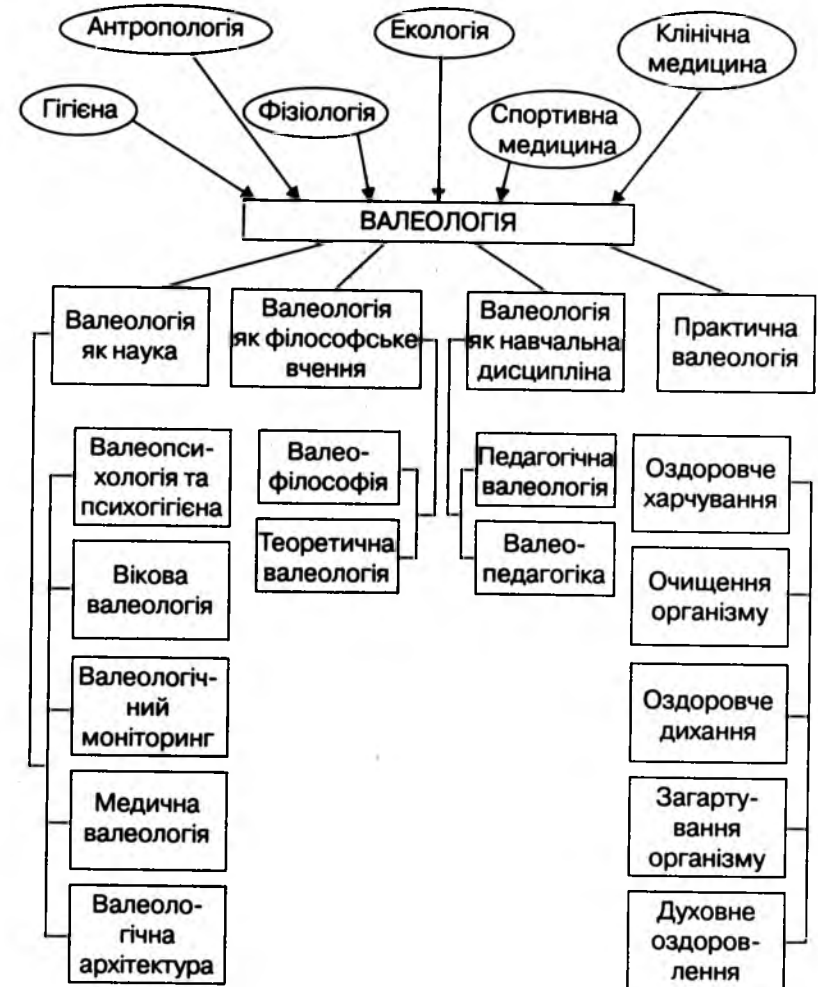 Антропологія
Екологія
Клінічна
медицина
Гігієна
Фізіологія
Спортивна
медицина
ВАЛЕОЛОГІЯ
Валеологія
як наука
Валеологія
як філософське
вчення
Валеологія
як навчальна
дисципліна
Практична
валеологія
Валеопси-
хологія та
психогігієна
Вікова
валеологія
Валеологіч-
ний
моніторинг
Медична
валеологія
Валеоло-
гічна
архітектура
Валео-
філософія
Теоретична
валеологія
Педагогічна
валеологія
Валео-
педагогіка
Оздоровче
харчування
Очищення
організму
Оздоровче
дихання
Загарту-
вання
організму
Духовне
оздоров-
лення